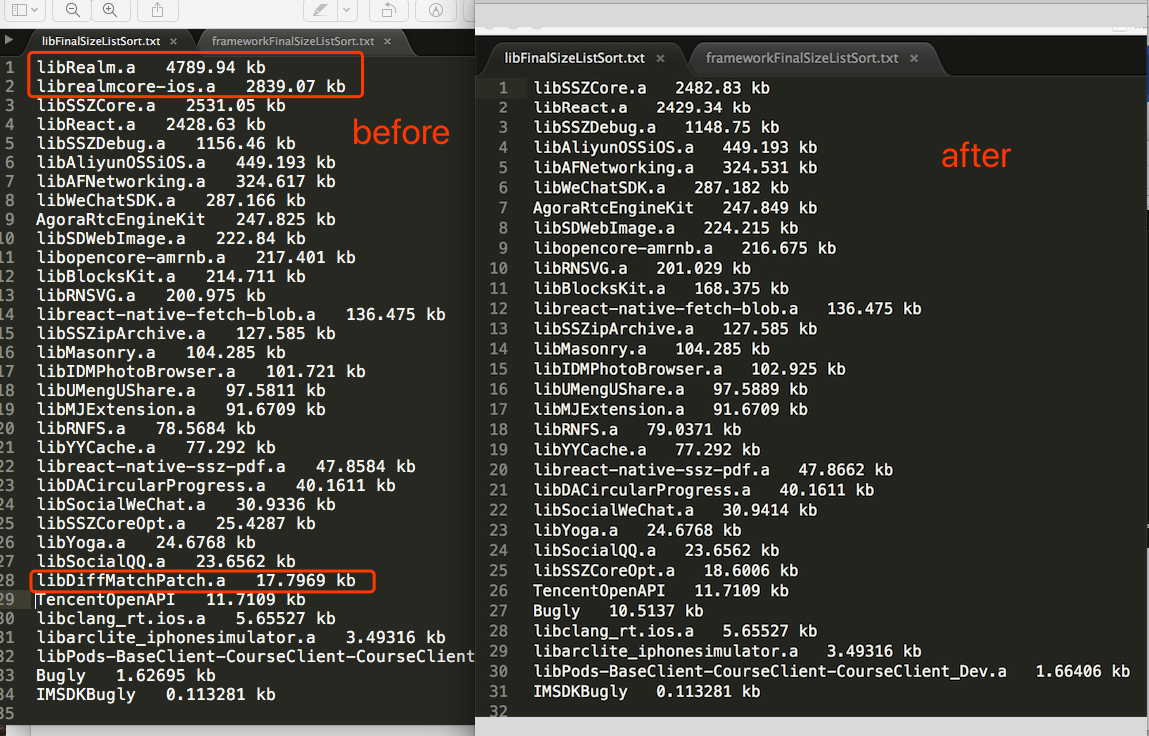 libFinalSizeListSort.txt × frameworkFinalSizeListSort.txt ×
1 libRealm.a 4789.94 kb
2 librealmcore-ios.a 2839.07 kb
3 libSSZCore.a 2531.05 kb
4 libReact.a 2428.63 kb
5 libSSZDebug.a 1156.46 kb
6 libAliyunOSSiOS.a 449.193 kb
7 libAFNetworking.a 324.617 kb
8 libWeChatSDK.a 287.166 kb
9 AgoraRtcEngineKit 247.825 kb
10 libSDWebImage.a 222.84 kb
11 libopencore-amrnb.a 217.401 kb
12 libBlocksKit.a 214.711 kb
13 libRNSVG.a 200.975 kb
14 libreact-native-fetch-blob.a 136.475 kb
15 libSSZipArchive.a 127.585 kb
16 libMasonry.a 104.285 kb
17 libIDMPhotoBrowser.a 101.721 kb
18 libUMengUShare.a 97.5811 kb
19 libMJExtension.a 91.6709 kb
20 libRNFS.a 78.5684 kb
21 libYYCache.a 77.292 kb
22 libreact-native-ssz-pdf.a 47.8584 kb
23 libDACircularProgress.a 40.1611 kb
24 libSocialWeChat.a 30.9336 kb
25 libSSZCoreOpt.a 25.4287 kb
26 libYoga.a 24.6768 kb
27 libSocialQQ.a 23.6562 kb
28 libDiffMatchPatch.a 17.7969 kb
29 TencentOpenAPI 11.7109 kb
30 libclang_rt.ios.a 5.65527 kb
31 libarclite_iphonesimulator.a 3.49316 kb
32 libPods-BaseClient-CourseClient-CourseClient
33 Bugly 1.62695 kb
34 IMSDKBugly 0.113281 kb
35
before
libFinalSizeListSort.txt × frameworkFinalSizeListSort.txt ×
1 libSSZCore.a 2482.83 kb
2 libReact.a 2429.34 kb
3 libSSZDebug.a 1148.75 kb
4 libAliyunOSSiOS.a 449.193 kb
5 libAFNetworking.a 324.531 kb
6 libWeChatSDK.a 287.182 kb
7 AgoraRtcEngineKit 247.849 kb
8 libSDWebImage.a 224.215 kb
9 libopencore-amrnb.a 216.675 kb
10 libRNSVG.a 201.029 kb
11 libBlocksKit.a 168.375 kb
12 libreact-native-fetch-blob.a 136.475 kb
13 libSSZipArchive.a 127.585 kb
14 libMasonry.a 104.285 kb
15 libIDMPhotoBrowser.a 102.925 kb
16 libUMengUShare.a 97.5889 kb
17 libMJExtension.a 91.6709 kb
18 libRNFS.a 79.0371 kb
19 libYYCache.a 77.292 kb
20 libreact-native-ssz-pdf.a 47.8662 kb
21 libDACircularProgress.a 40.1611 kb
22 libSocialWeChat.a 30.9414 kb
23 libYoga.a 24.6768 kb
24 libSocialQQ.a 23.6562 kb
25 libSSZCoreOpt.a 18.6006 kb
26 TencentOpenAPI 11.7109 kb
27 Bugly 10.5137 kb
28 libclang_rt.ios.a 5.65527 kb
29 libarclite_iphonesimulator.a 3.49316 kb
30 libPods-BaseClient-CourseClient-CourseClient_Dev.a 1.66406 kb
31 IMSDKBugly 0.113281 kb
32
after